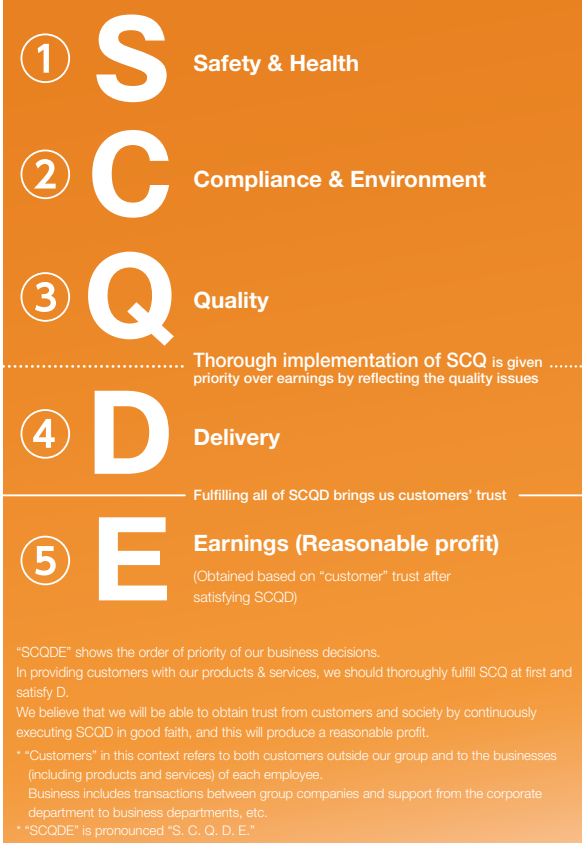 ① S Safety & Health
② C Compliance & Environment
③ Q Quality
Thorough implementation of SCQ is given
priority over earnings by reflecting the quality issues
④ D Delivery
Fulfilling all of SCQD brings us customers’ trust
⑤ E Earnings (Reasonable profit)
(Obtained based on “customer” trust after
satisfying SCQD)
“SCQDE” shows the order of priority of our business decisions.
In providing customers with our products & services, we should thoroughly fulfill SCQ at first and
satisfy D.
We believe that we will be able to obtain trust from customers and society by continuously
executing SCQD in good faith, and this will produce a reasonable profit.
* “Customers” in this context refers to both customers outside our group and to the businesses
(including products and services) of each employee.
Business includes transactions between group companies and support from the corporate
department to business departments, etc.
* “SCQDE” is pronounced “S. C. Q. D. E.”